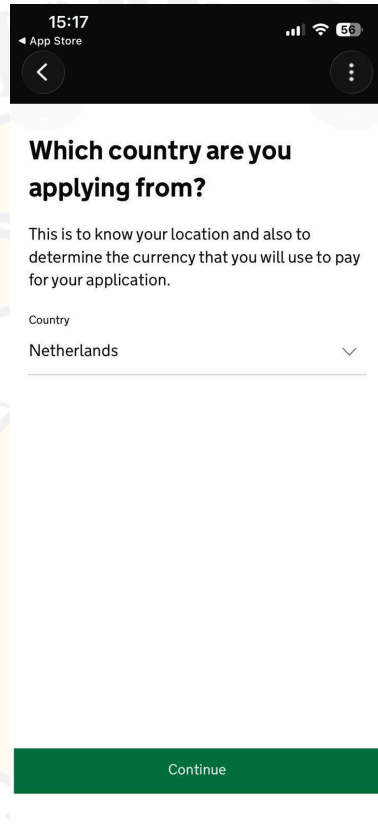 15:17
56
◀ App Store
Which country are you
applying from?
This is to know your location and also to
determine the currency that you will use to pay
for your application.
Country
Netherlands
Continue